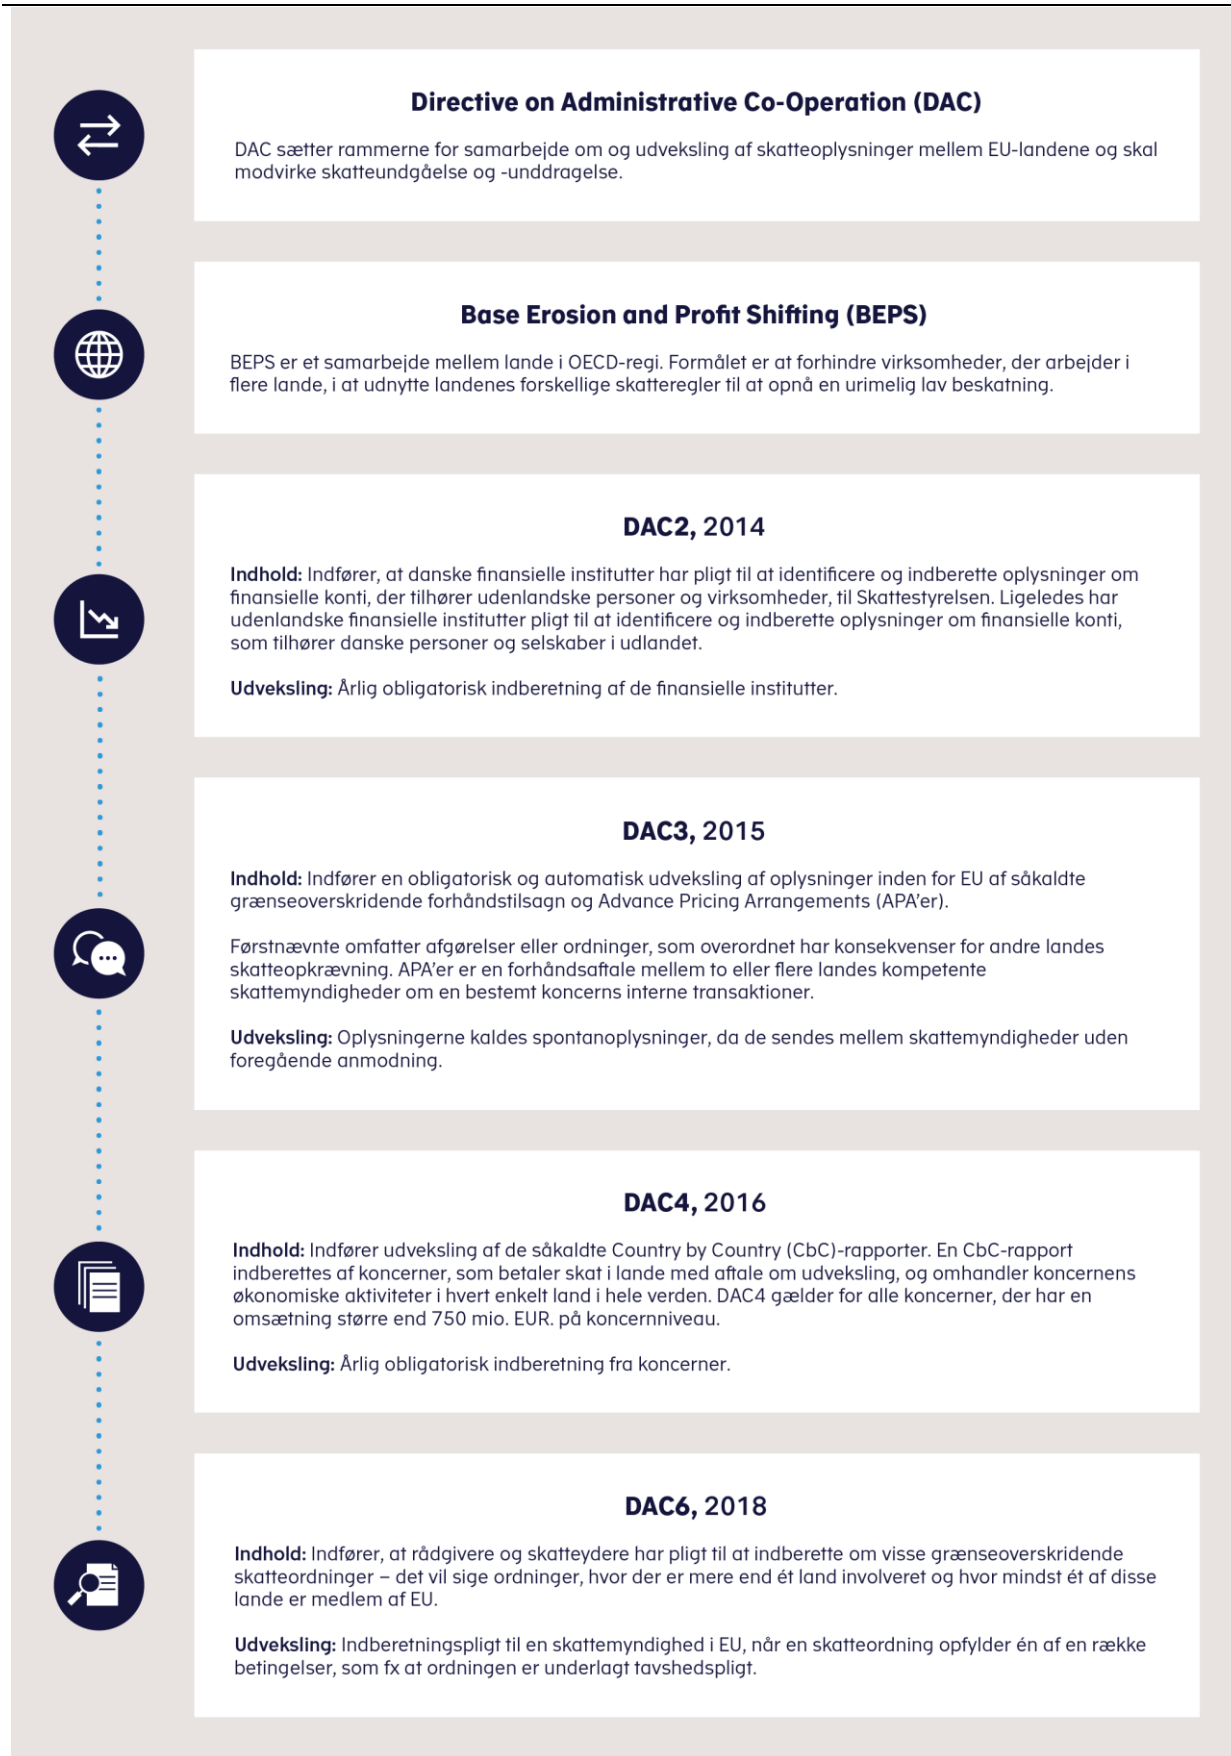 Directive on Administrative Co-Operation (DAC)
DAC sætter rammerne for samarbejde om og udveksling af skatteoplysninger mellem EU-landene og skal
modvirke skatteundgåelse og -unddragelse.
Base Erosion and Profit Shifting (BEPS)
BEPS er et samarbejde mellem lande i OECD-regi. Formålet er at forhindre virksomheder, der arbejder i
flere lande, i at udnytte landenes forskellige skatteregler til at opnå en urimelig lav beskatning.
DAC2, 2014
Indhold: Indfører, at danske finansielle institutter har pligt til at identificere og indberette oplysninger om
finansielle konti, der tilhører udenlandske personer og virksomheder, til Skattestyrelsen. Ligeledes har
udenlandske finansielle institutter pligt til at identificere og indberette oplysninger om finansielle konti,
som tilhører danske personer og selskaber i udlandet.
Udveksling: Årlig obligatorisk indberetning af de finansielle institutter.
DAC3, 2015
Indhold: Indfører en obligatorisk og automatisk udveksling af oplysninger inden for EU af såkaldte
grænseoverskridende forhåndstilsagn og Advance Pricing Arrangements (APA'er).
Førstnævnte omfatter afgørelser eller ordninger, som overordnet har konsekvenser for andre landes
skatteopkrævning. APA'er er en forhåndsaftale mellem to eller flere landes kompetente
skattemyndigheder om en bestemt koncerns interne transaktioner.
Udveksling: Oplysningerne kaldes spontanoplysninger, da de sendes mellem skattemyndigheder uden
foregående anmodning.
DAC4, 2016
Indhold: Indfører udveksling af de såkaldte Country by Country (CbC)-rapporter. En CbC-rapport
indberettes af koncerner, som betaler skat i lande med aftale om udveksling, og omhandler koncernens
økonomiske aktiviteter i hvert enkelt land i hele verden. DAC4 gælder for alle koncerner, der har en
omsætning større end 750 mio. EUR. på koncernniveau.
Udveksling: Årlig obligatorisk indberetning fra koncerner.
DAC6, 2018
Indhold: Indfører, at rådgivere og skatteydere har pligt til at indberette om visse grænseoverskridende
skatteordninger – det vil sige ordninger, hvor der er mere end ét land involveret og hvor mindst ét af disse
lande er medlem af EU.
Udveksling: Indberetningspligt til en skattemyndighed i EU, når en skatteordning opfylder én af en række
betingelser, som fx at ordningen er underlagt tavshedspligt.